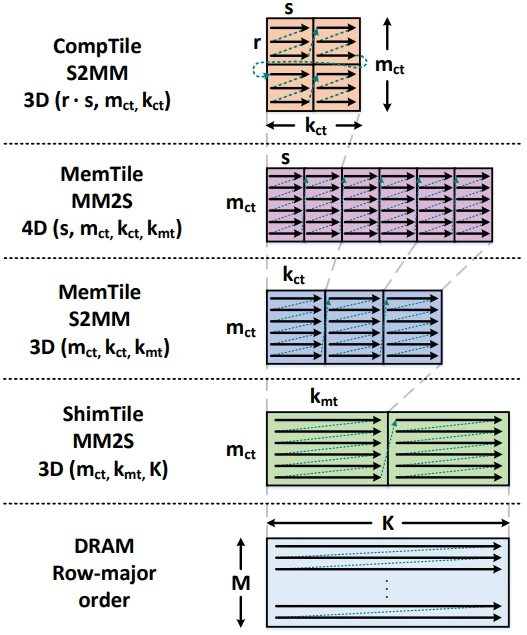 s
CompTile
S2MM
3D (r · s, mct, kct)
r
mct
kct
s
MemTile
MM2S
4D (s, mct, kct, kmt)
mct
kct
MemTile
S2MM
3D (mct, kct, kmt)
mct
kmt
ShimTile
MM2S
3D (mct, kmt, K)
mct
K
DRAM
Row-major
order
M